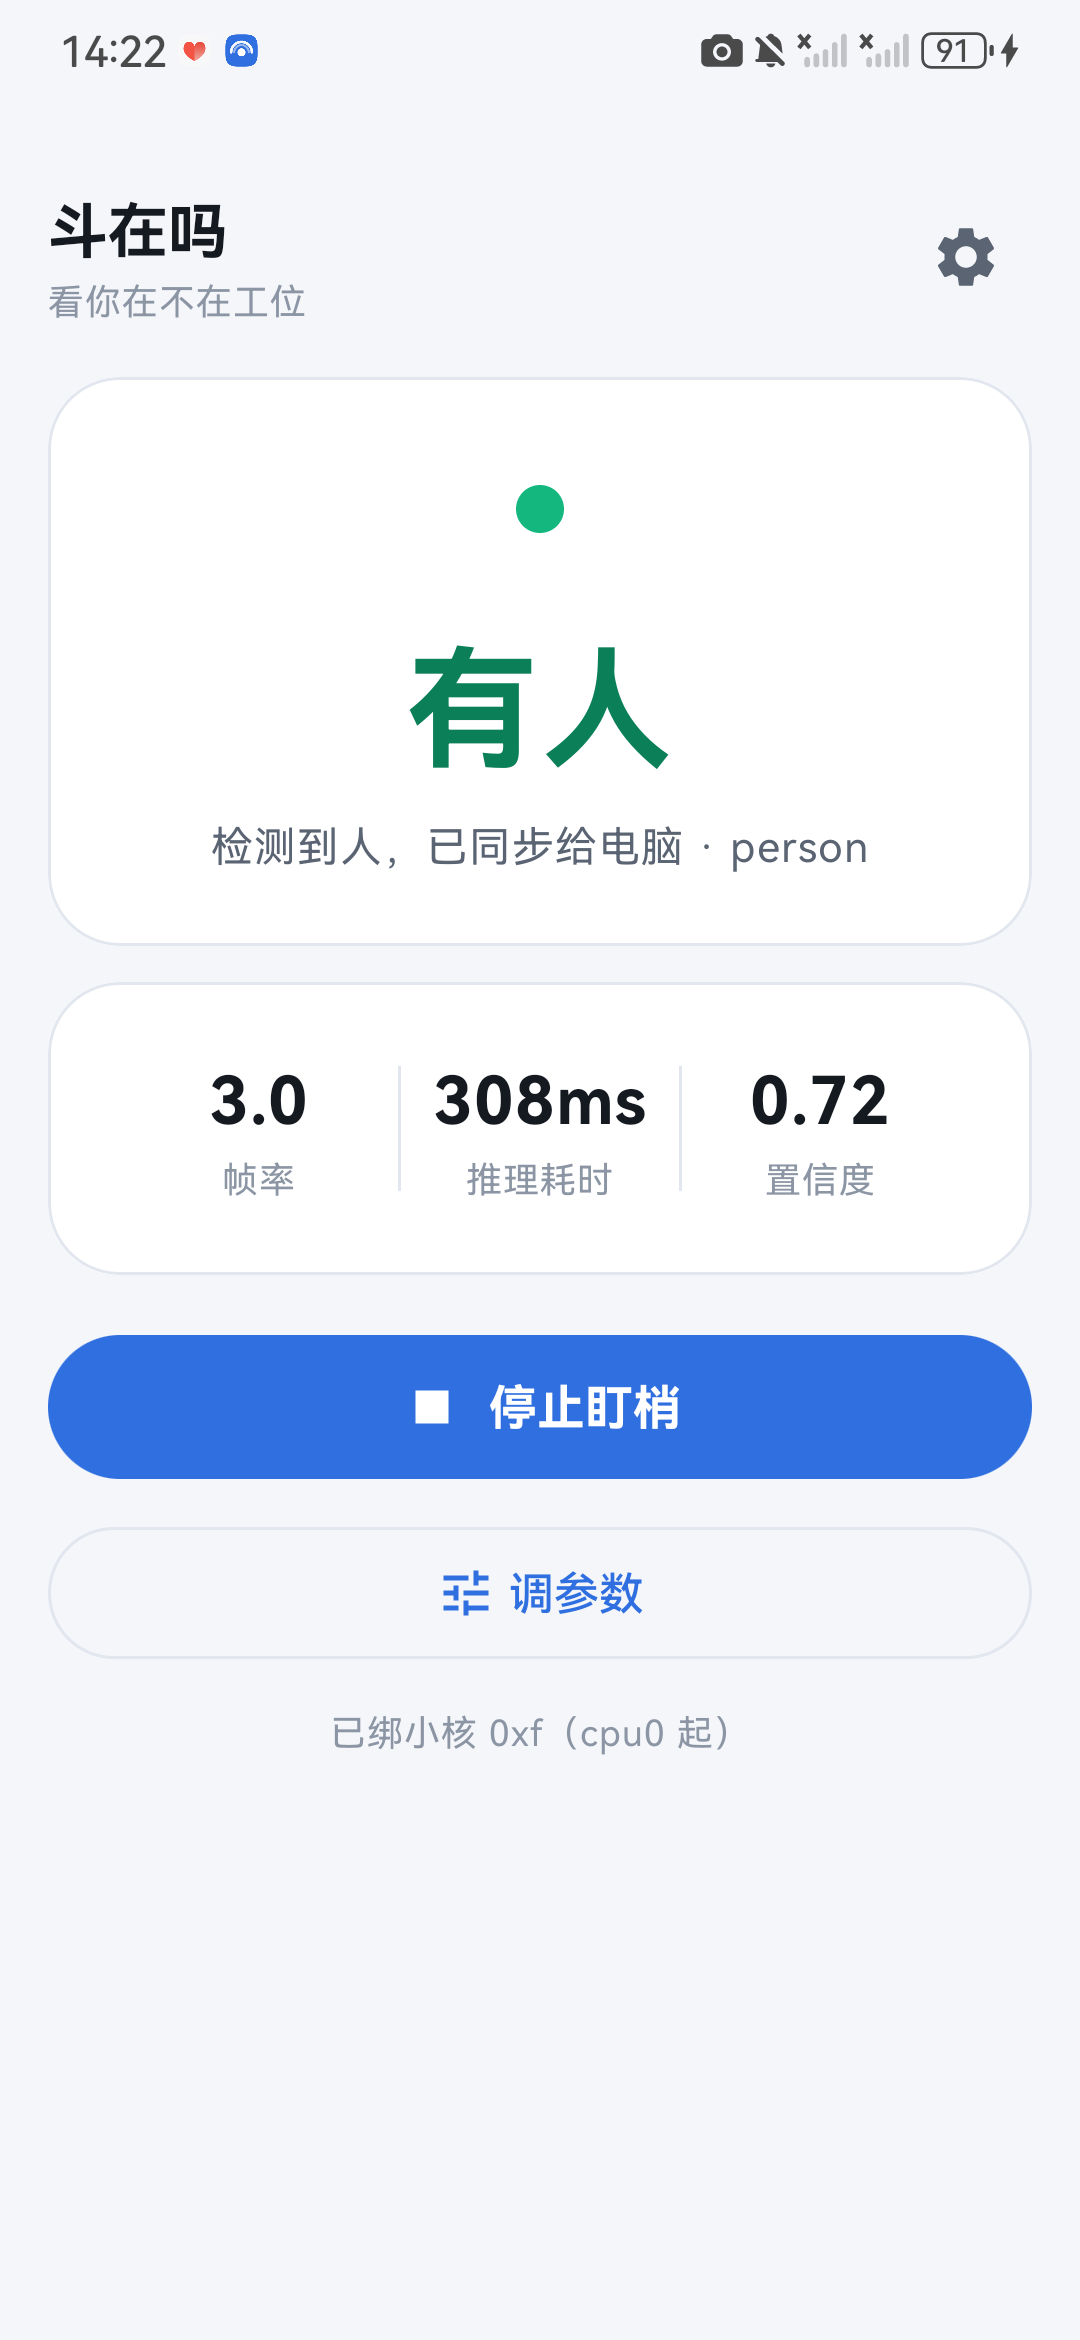 14:22
91
斗在吗
看你在不在工位
有人
检测到人，已同步给电脑 · person
3.0 308ms 0.72
帧率 推理耗时 置信度
停止盯梢
调参数
已绑小核 0xf（cpu0 起）